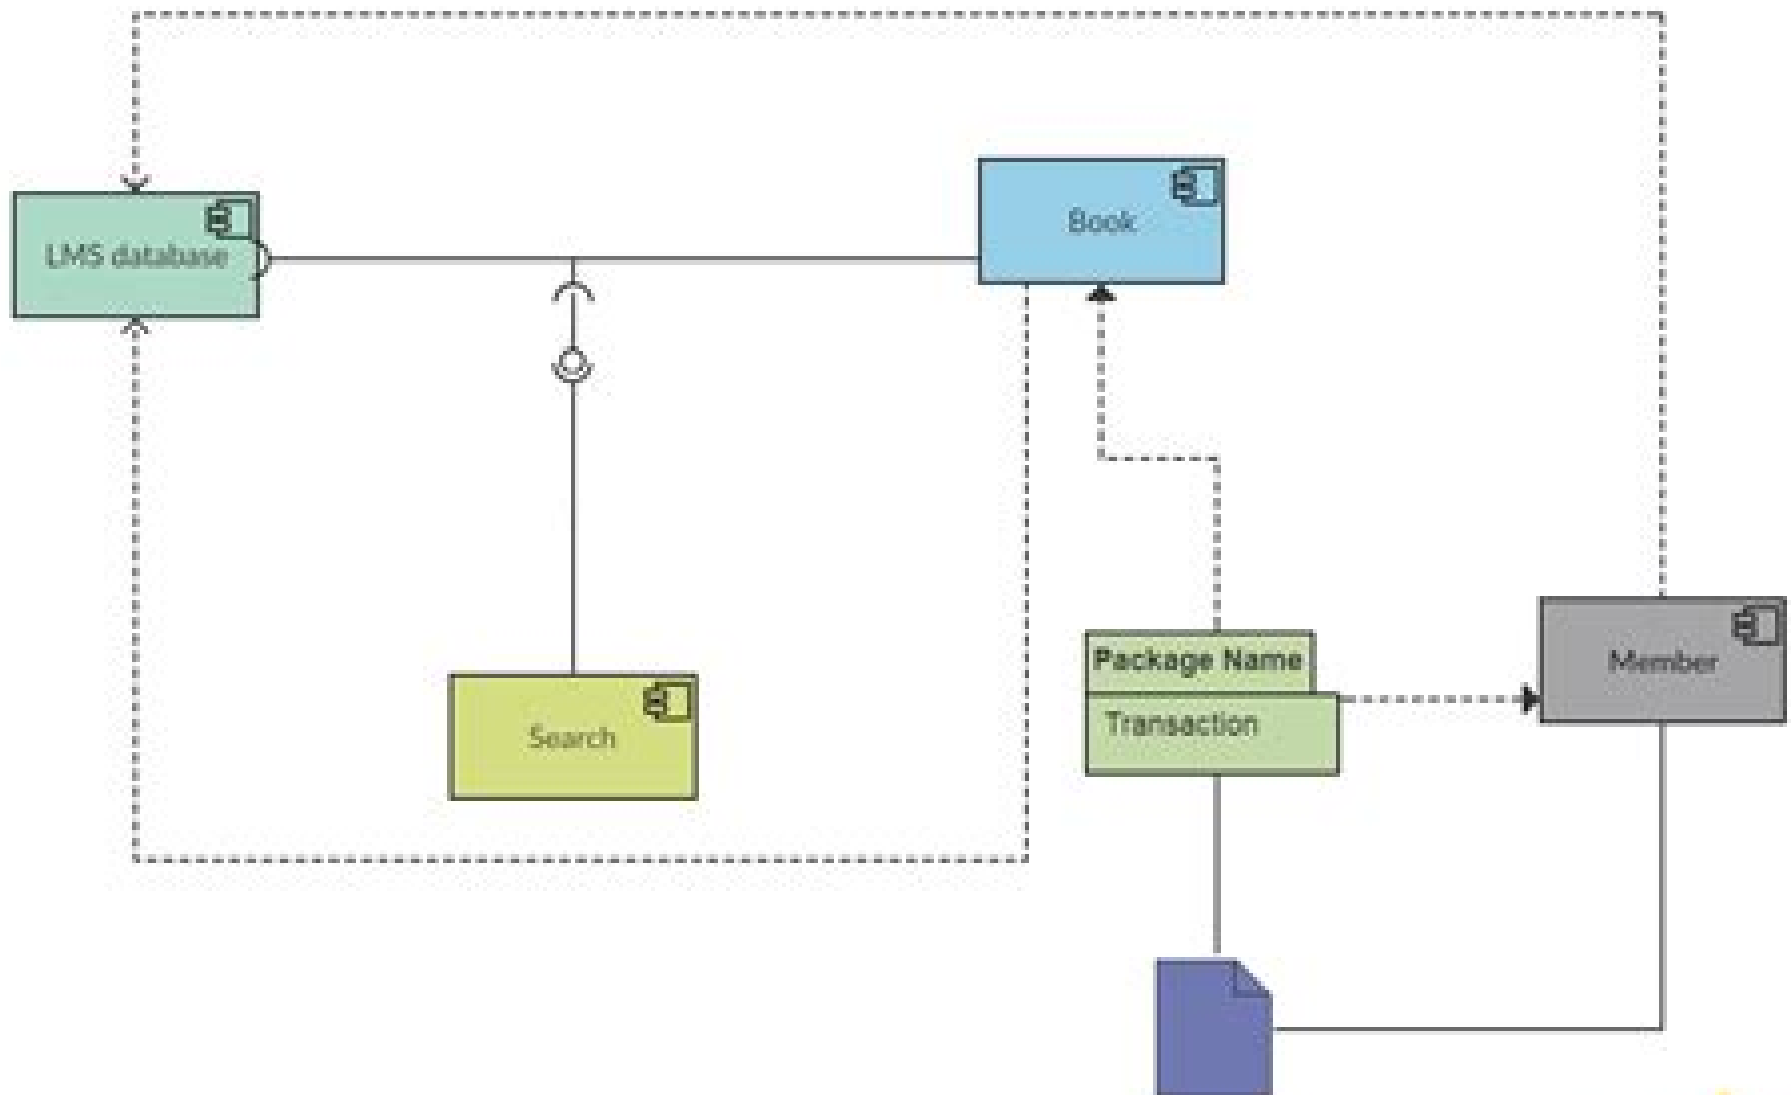 LMS database
Book
Package Name
Transaction
Member
Search